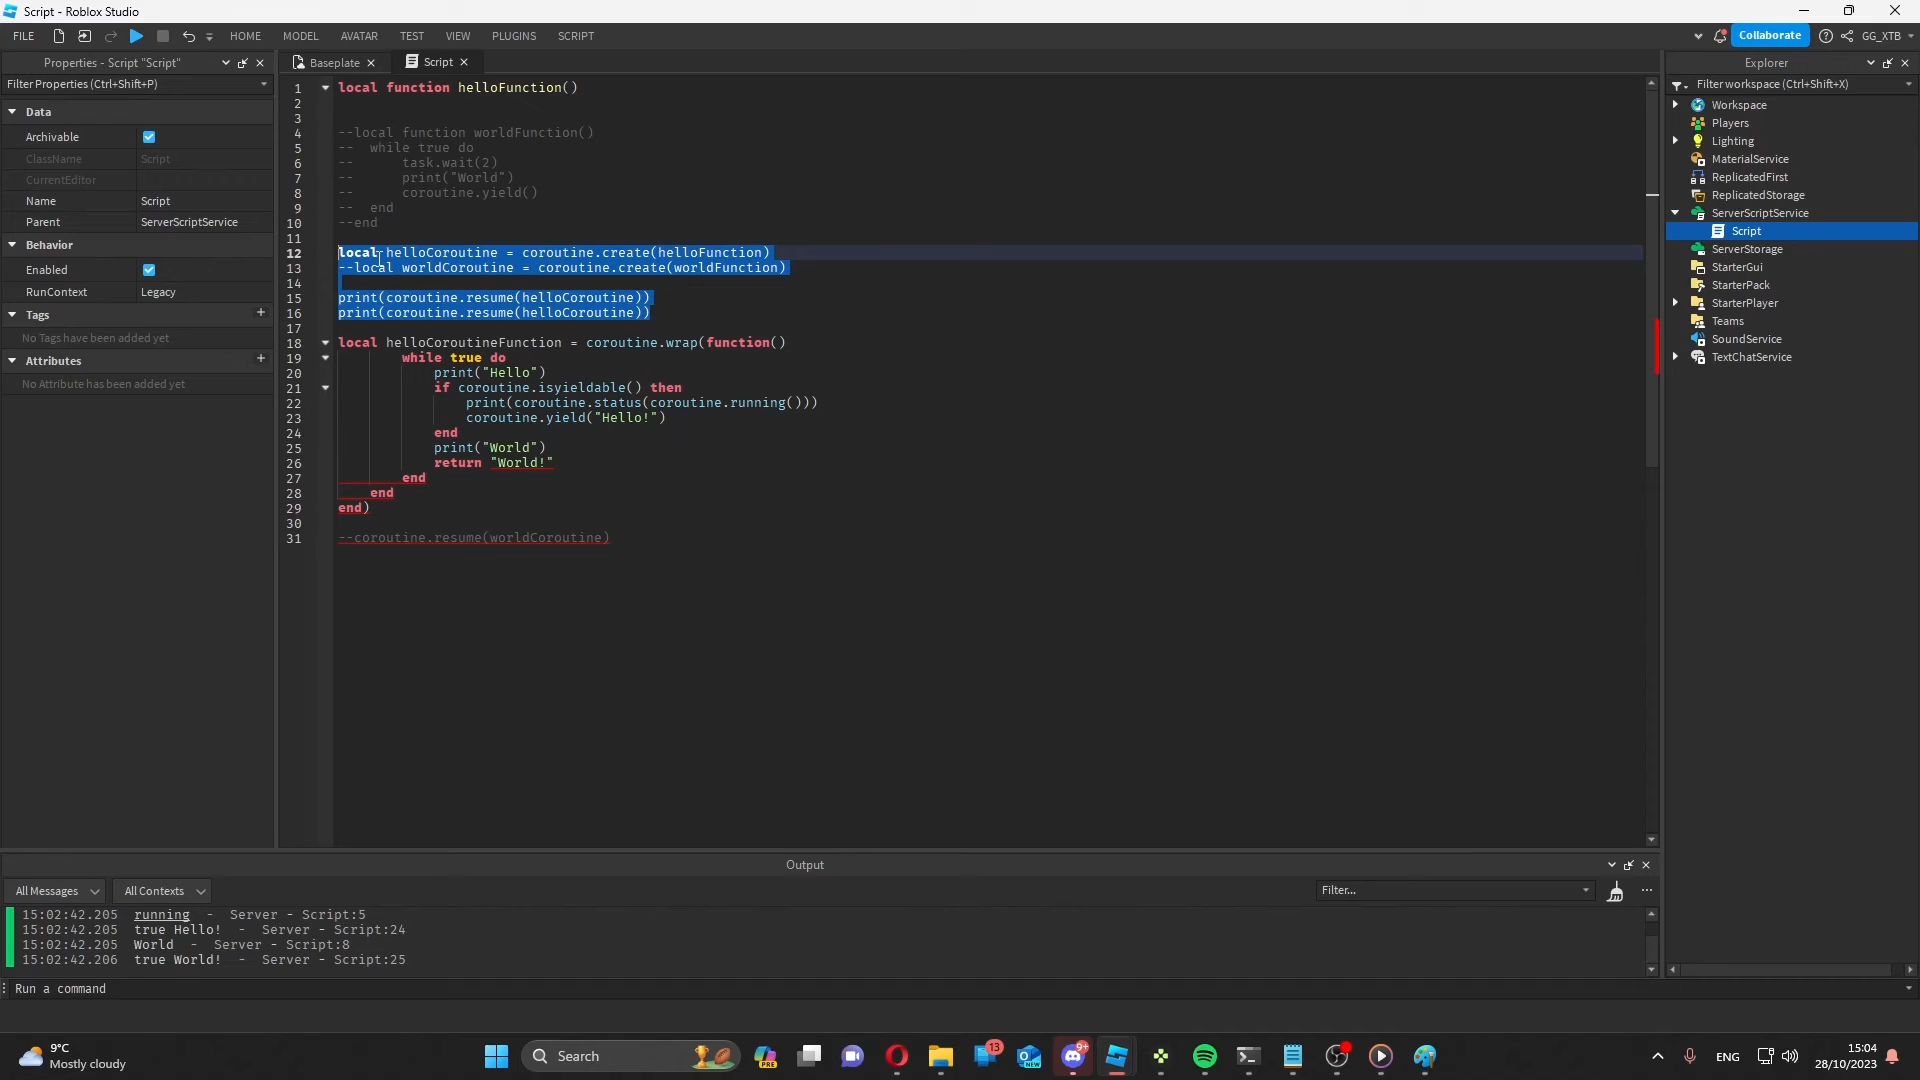 Script - Roblox Studio
FILE HOME MODEL AVATAR TEST VIEW PLUGINS SCRIPT Collaborate GG_XTB
Properties - Script "Script"
Filter Properties (Ctrl+Shift+P)
Data
Archivable
ClassName Script
CurrentEditor
Name Script
Parent ServerScriptService
Behavior
Enabled
RunContext Legacy
Tags +
No Tags have been added yet
Attributes +
No Attribute has been added yet
Baseplate Script
1 local function helloFunction()
2
3
4 --local function worldFunction()
5 -- while true do
6 -- task.wait(2)
7 -- print("World")
8 -- coroutine.yield()
9 -- end
10 --end
11
12 local helloCoroutine = coroutine.create(helloFunction)
13 --local worldCoroutine = coroutine.create(worldFunction)
14
15 print(coroutine.resume(helloCoroutine))
16 print(coroutine.resume(helloCoroutine))
17
18 local helloCoroutineFunction = coroutine.wrap(function()
19 while true do
20 print("Hello")
21 if coroutine.isyieldable() then
22 print(coroutine.status(coroutine.running()))
23 coroutine.yield("Hello!")
24 end
25 print("World")
26 return "World!"
27 end
28 end
29 end)
30
31 --coroutine.resume(worldCoroutine)
Explorer
Filter workspace (Ctrl+Shift+X)
Workspace
Players
Lighting
MaterialService
ReplicatedFirst
ReplicatedStorage
ServerScriptService
Script
ServerStorage
StarterGui
StarterPack
StarterPlayer
Teams
SoundService
TextChatService
Output
All Messages All Contexts Filter...
15:02:42.205 running - Server - Script:5
15:02:42.205 true Hello! - Server - Script:24
15:02:42.205 World - Server - Script:8
15:02:42.206 true World! - Server - Script:25
Run a command
9°C
Mostly cloudy
Search
PRE
13
NEW
9+
ENG
15:04
28/10/2023